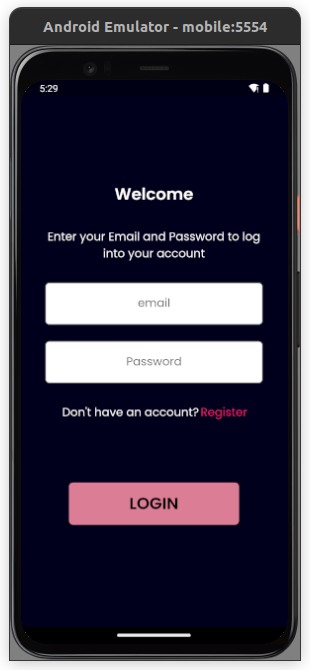 Android Emulator - mobile:5554
5:29
Welcome
Enter your Email and Password to log
into your account
email
Password
Don't have an account? Register
LOGIN